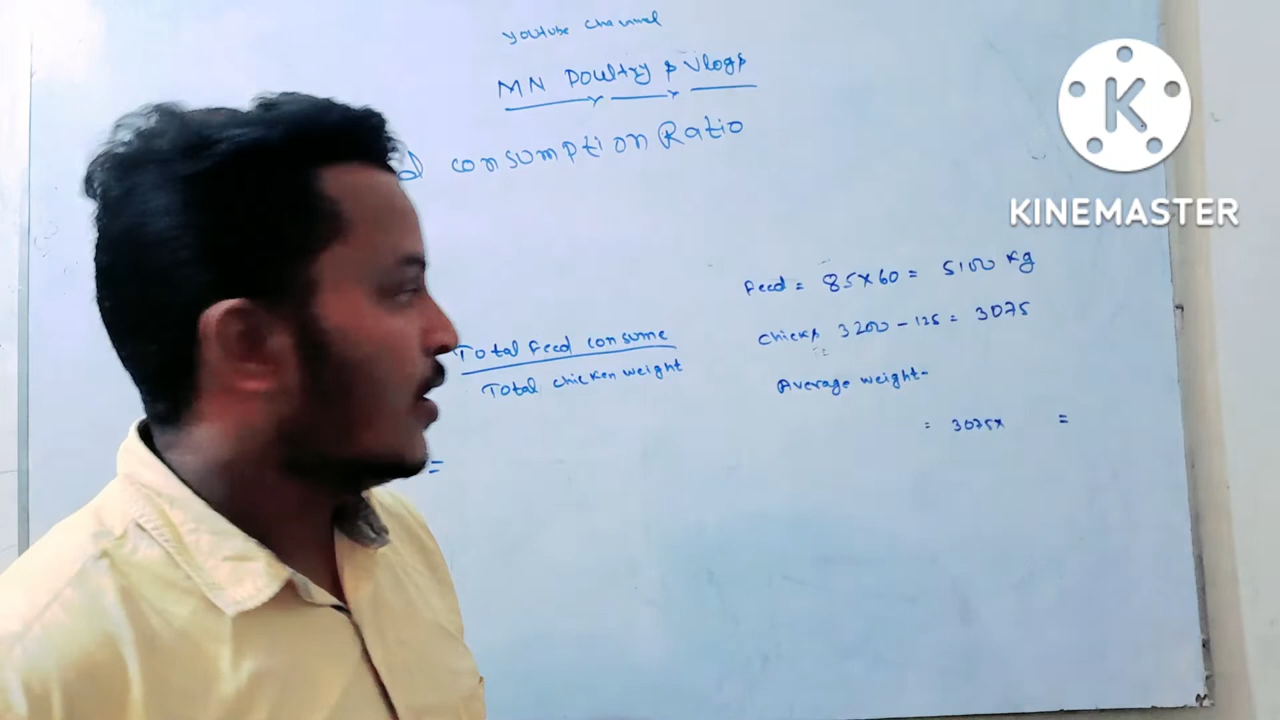 youtube channel
MN Poultry & Vlogs
d consumption Ratio
Feed = 85x60 = 5100 kg
Total Feed consume
Total chicken weight
chicks 3200 - 125 = 3075
Average weight-
= 3075x =
=
K
KINEMASTER